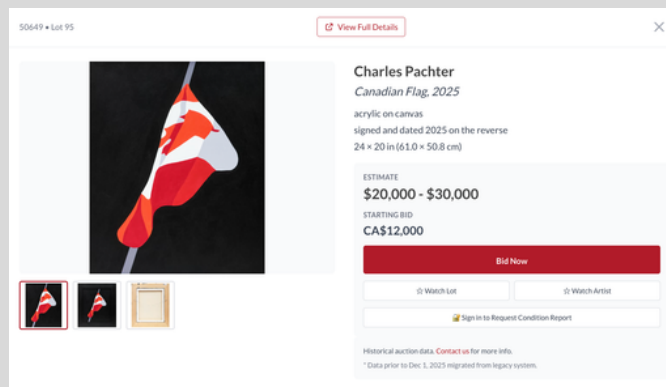 50649 • Lot 95
View Full Details
Charles Pachter
Canadian Flag, 2025
acrylic on canvas
signed and dated 2025 on the reverse
24 × 20 in (61.0 × 50.8 cm)
ESTIMATE
$20,000 - $30,000
STARTING BID
CA$12,000
Bid Now
☆ Watch Lot
☆ Watch Artist
🔐 Sign in to Request Condition Report
Historical auction data. Contact us for more info.
* Data prior to Dec 1, 2025 migrated from legacy system.